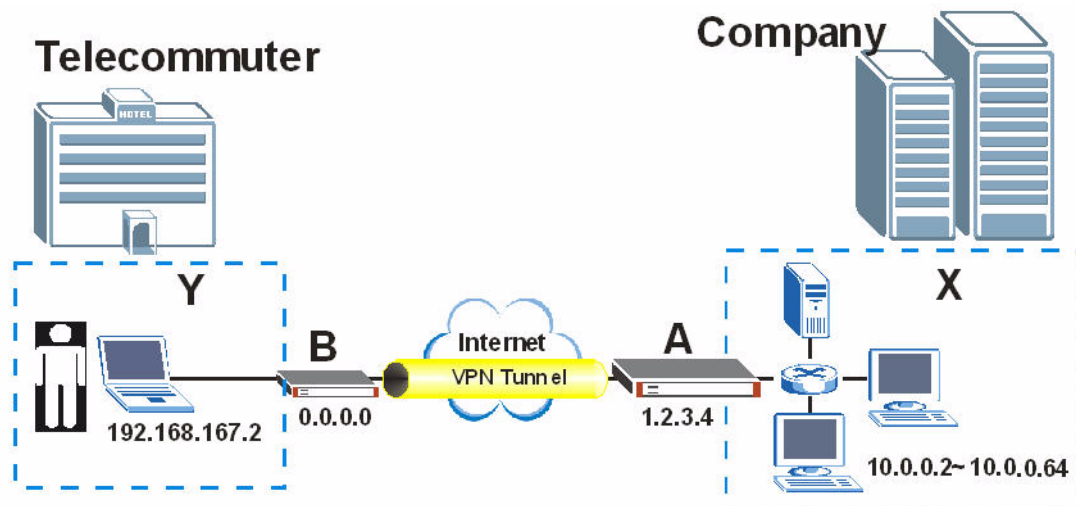 Telecommuter
Company
HOTEL
Y
X
B
Internet
A
VPN Tunnel
0.0.0.0
1.2.3.4
192.168.167.2
10.0.0.2~ 10.0.0.64